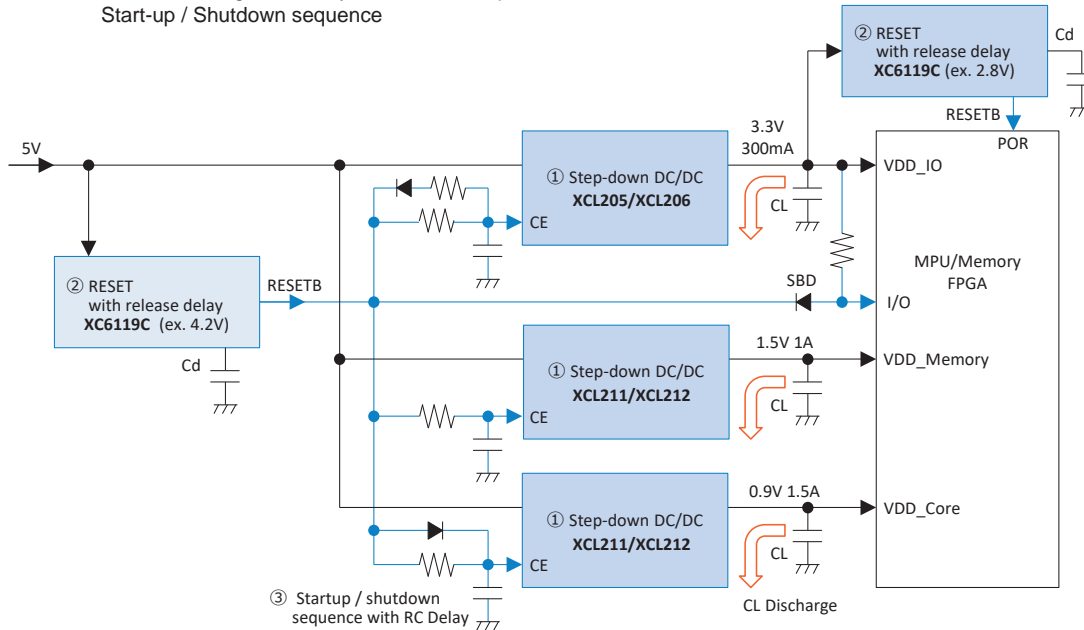 Start-up / Shutdown sequence
② RESET
with release delay
XC6119C (ex. 2.8V)
Cd
RESETB
POR
5V
3.3V
300mA
① Step-down DC/DC
XCL205/XCL206
CE
CL
VDD_IO
MPU/Memory
FPGA
② RESET
with release delay
XC6119C (ex. 4.2V)
RESETB
Cd
SBD
I/O
① Step-down DC/DC
XCL211/XCL212
CE
1.5V 1A
CL
VDD_Memory
① Step-down DC/DC
XCL211/XCL212
CE
0.9V 1.5A
CL
VDD_Core
CL Discharge
③ Startup / shutdown
sequence with RC Delay